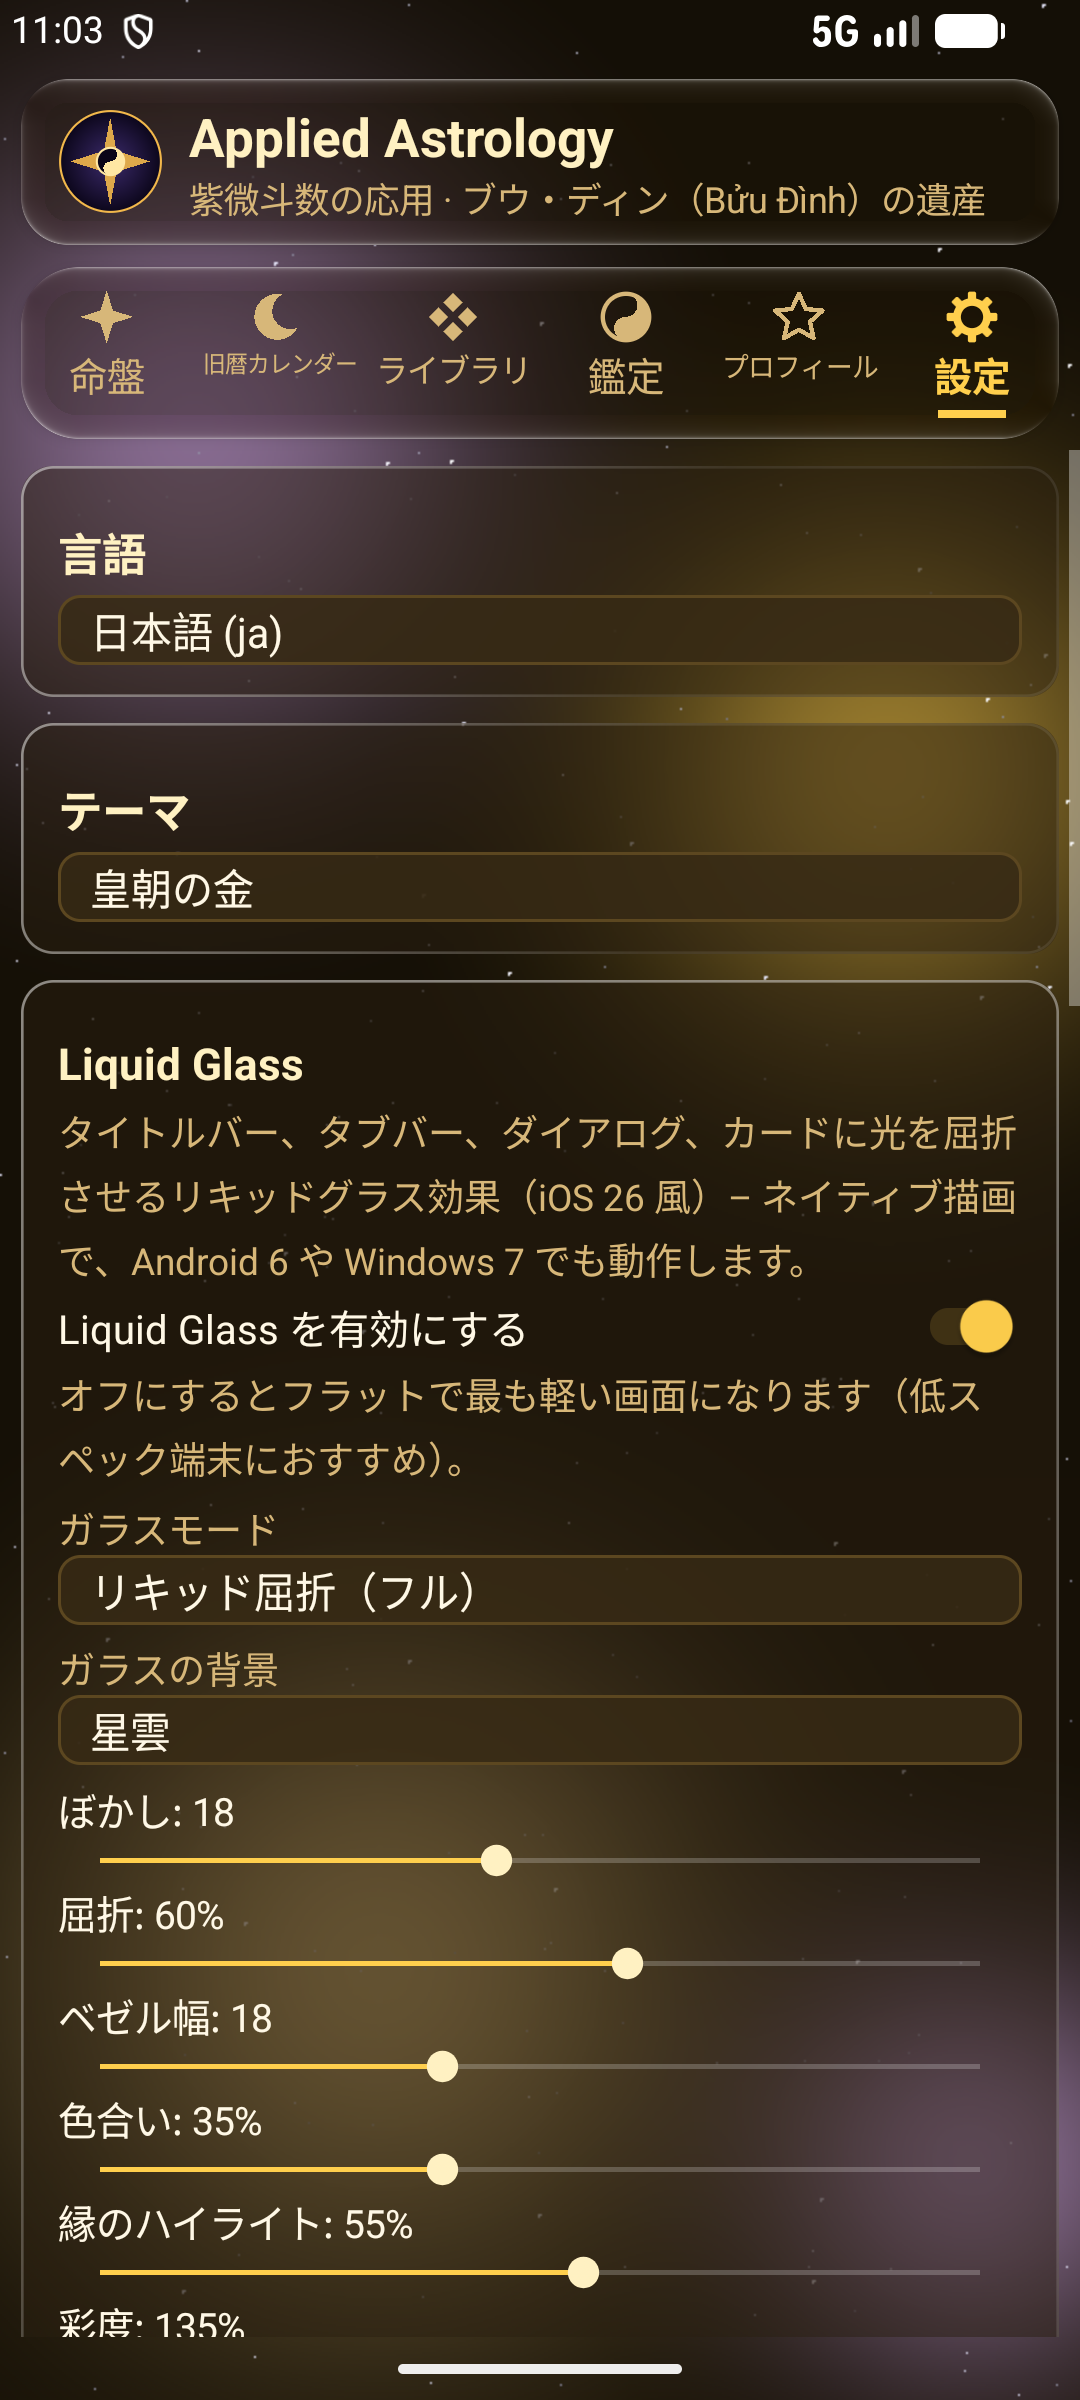 11:03
5G
Applied Astrology
紫微斗数の応用 · ブウ・ディン（Bửu Đình）の遺産
命盤
旧暦カレンダー
ライブラリ
鑑定
プロフィール
設定
言語
日本語 (ja)
テーマ
皇朝の金
Liquid Glass
タイトルバー、タブバー、ダイアログ、カードに光を屈折
させるリキッドグラス効果（iOS 26 風）– ネイティブ描画
で、Android 6 や Windows 7 でも動作します。
Liquid Glass を有効にする
オフにするとフラットで最も軽い画面になります（低ス
ペック端末におすすめ）。
ガラスモード
リキッド屈折（フル）
ガラスの背景
星雲
ぼかし: 18
屈折: 60%
ベゼル幅: 18
色合い: 35%
縁のハイライト: 55%
彩度: 135%